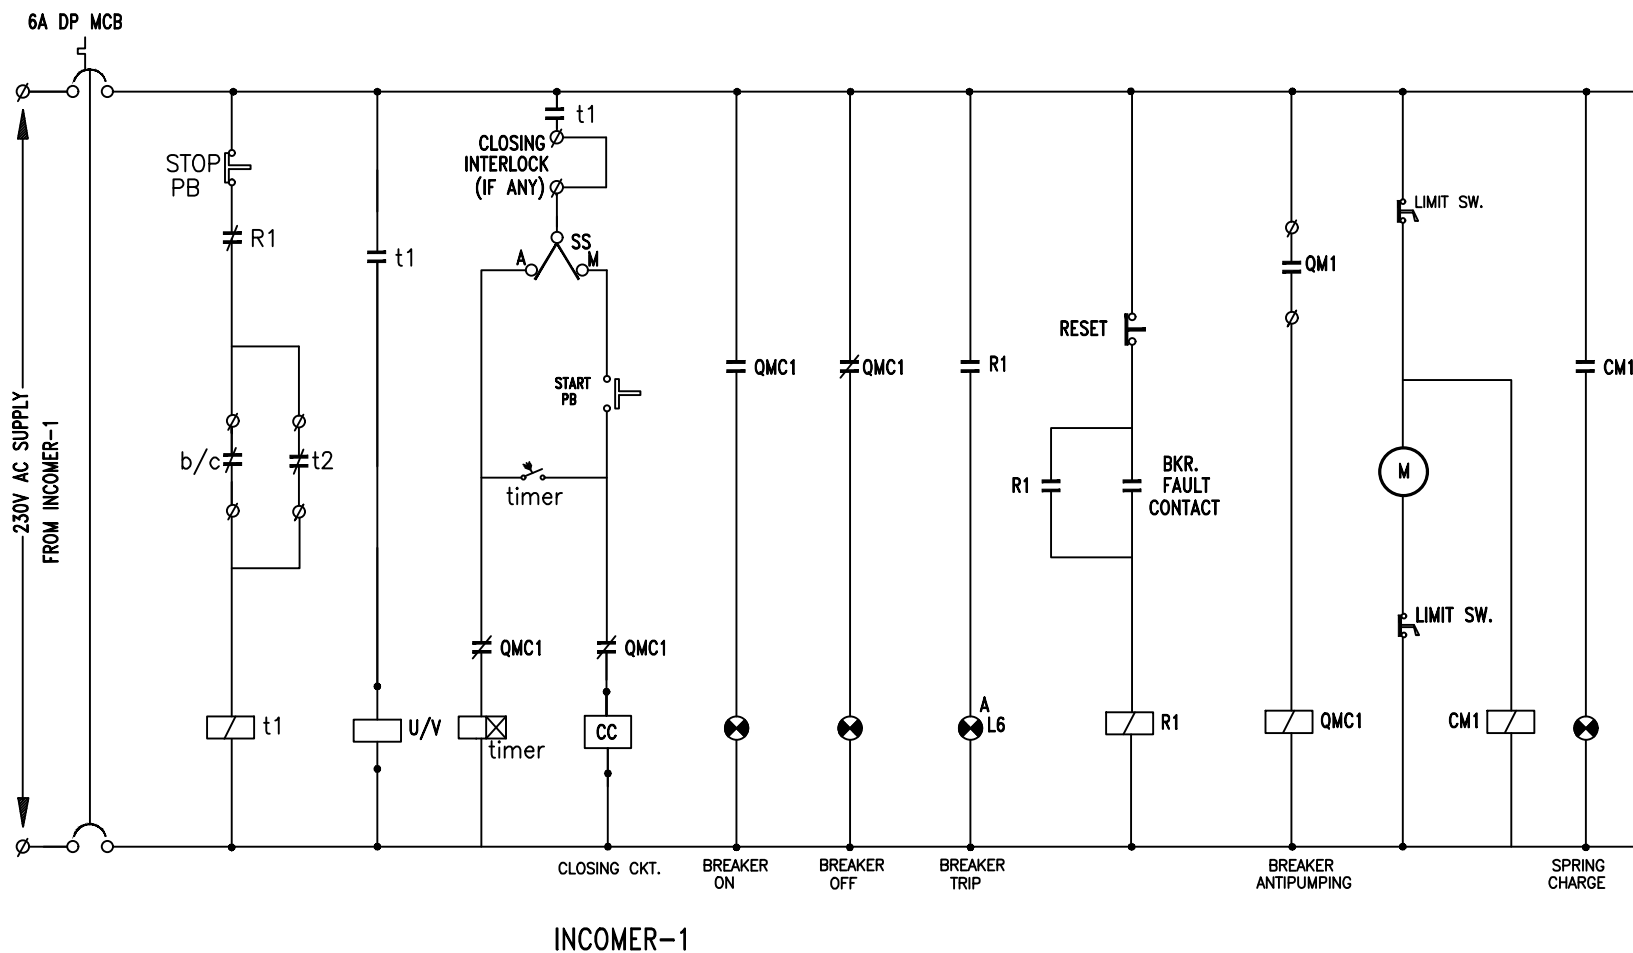 6A DP MCB
230V AC SUPPLY
FROM INCOMER-1
STOP
PB
R1
b/c
t2
t1
t1
U/V
t1
CLOSING
INTERLOCK
(IF ANY)
SS
A
M
START
PB
timer
QMC1
QMC1
timer
CC
CLOSING CKT.
QMC1
BREAKER
ON
QMC1
BREAKER
OFF
R1
A
L6
BREAKER
TRIP
RESET
R1
BKR.
FAULT
CONTACT
R1
QM1
QMC1
BREAKER
ANTIPUMPING
LIMIT SW.
M
LIMIT SW.
CM1
CM1
SPRING
CHARGE
INCOMER-1